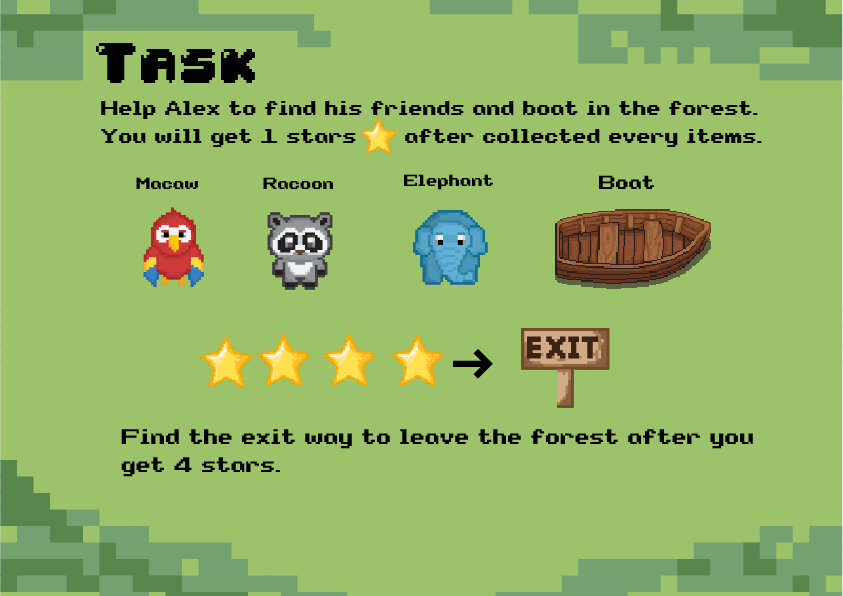 Task
Help Alex to find his friends and boat in the forest.
You will get 1 stars after collected every items.
Macaw Racoon Elephant Boat
EXIT
Find the exit way to leave the forest after you
get 4 stars.